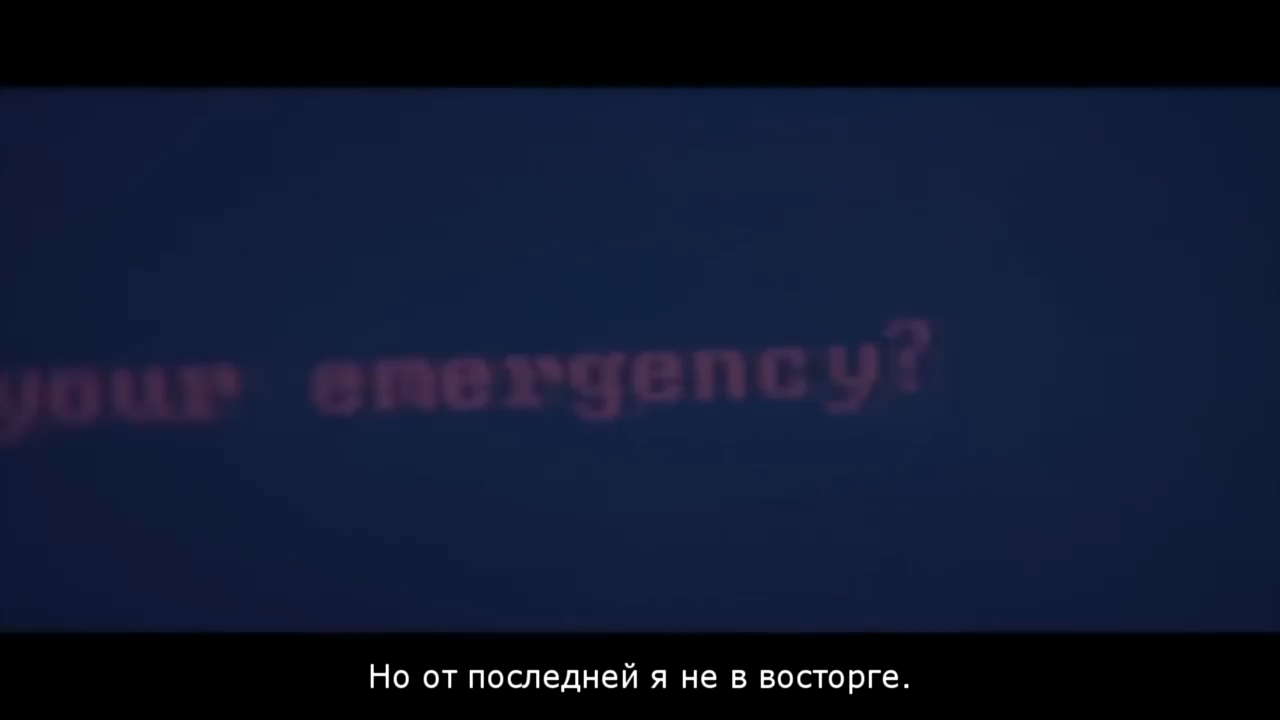 your emergency?
Но от последней я не в восторге.